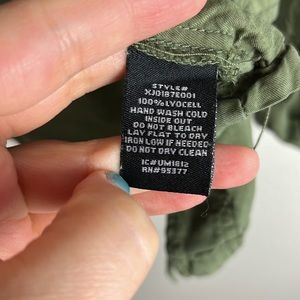 STYLE#
XJ0187E001
100% LYOCELL
HAND WASH COLD
INSIDE OUT
DO NOT BLEACH
LAY FLAT TO DRY
IRON LOW IF NEEDED
DO NOT DRY CLEAN
IC#UM1612
RN#95377